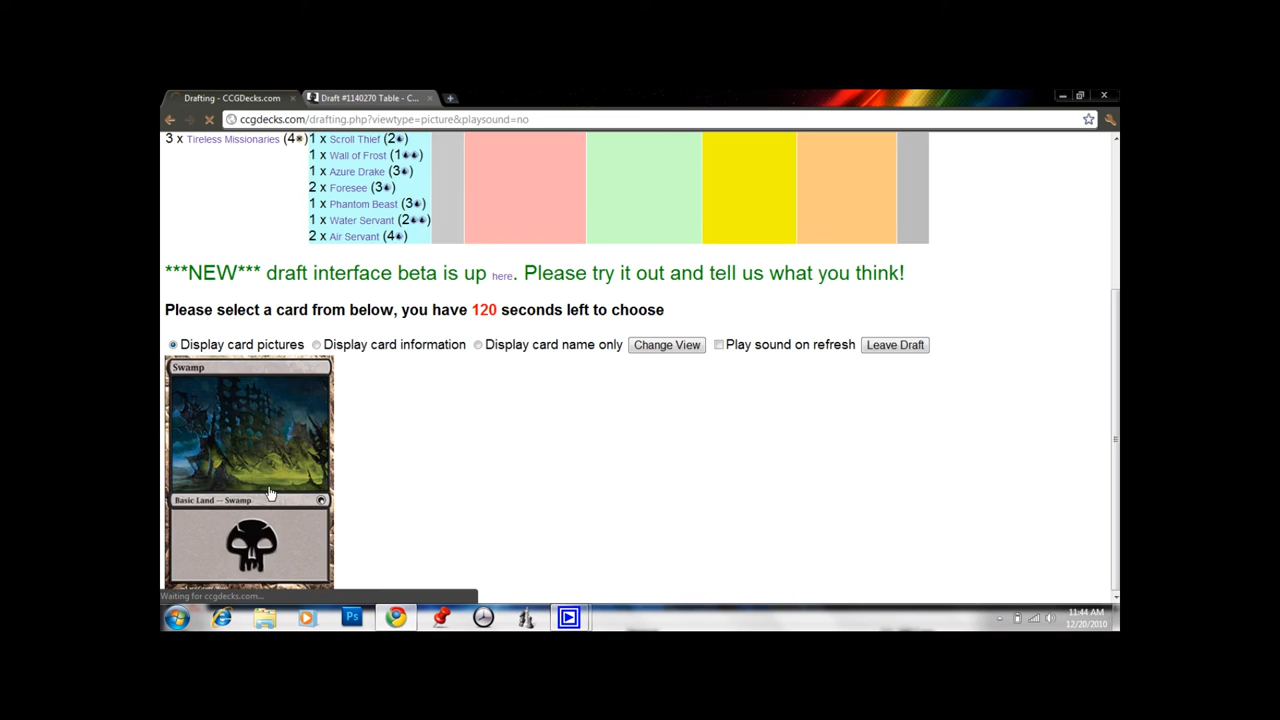 Drafting - CCGDecks.com
Draft #1140270 Table - C...
ccgdecks.com/drafting.php?viewtype=picture&playsound=no
3 x Tireless Missionaries (4
1 x Scroll Thief (2
1 x Wall of Frost (1
1 x Azure Drake (3
2 x Foresee (3
1 x Phantom Beast (3
1 x Water Servant (2
2 x Air Servant (4
***NEW*** draft interface beta is up here. Please try it out and tell us what you think!
Please select a card from below, you have 120 seconds left to choose
Display card pictures Display card information Display card name only Change View Play sound on refresh Leave Draft
Swamp
Basic Land — Swamp
Waiting for ccgdecks.com...
Ps
11:44 AM
12/20/2010